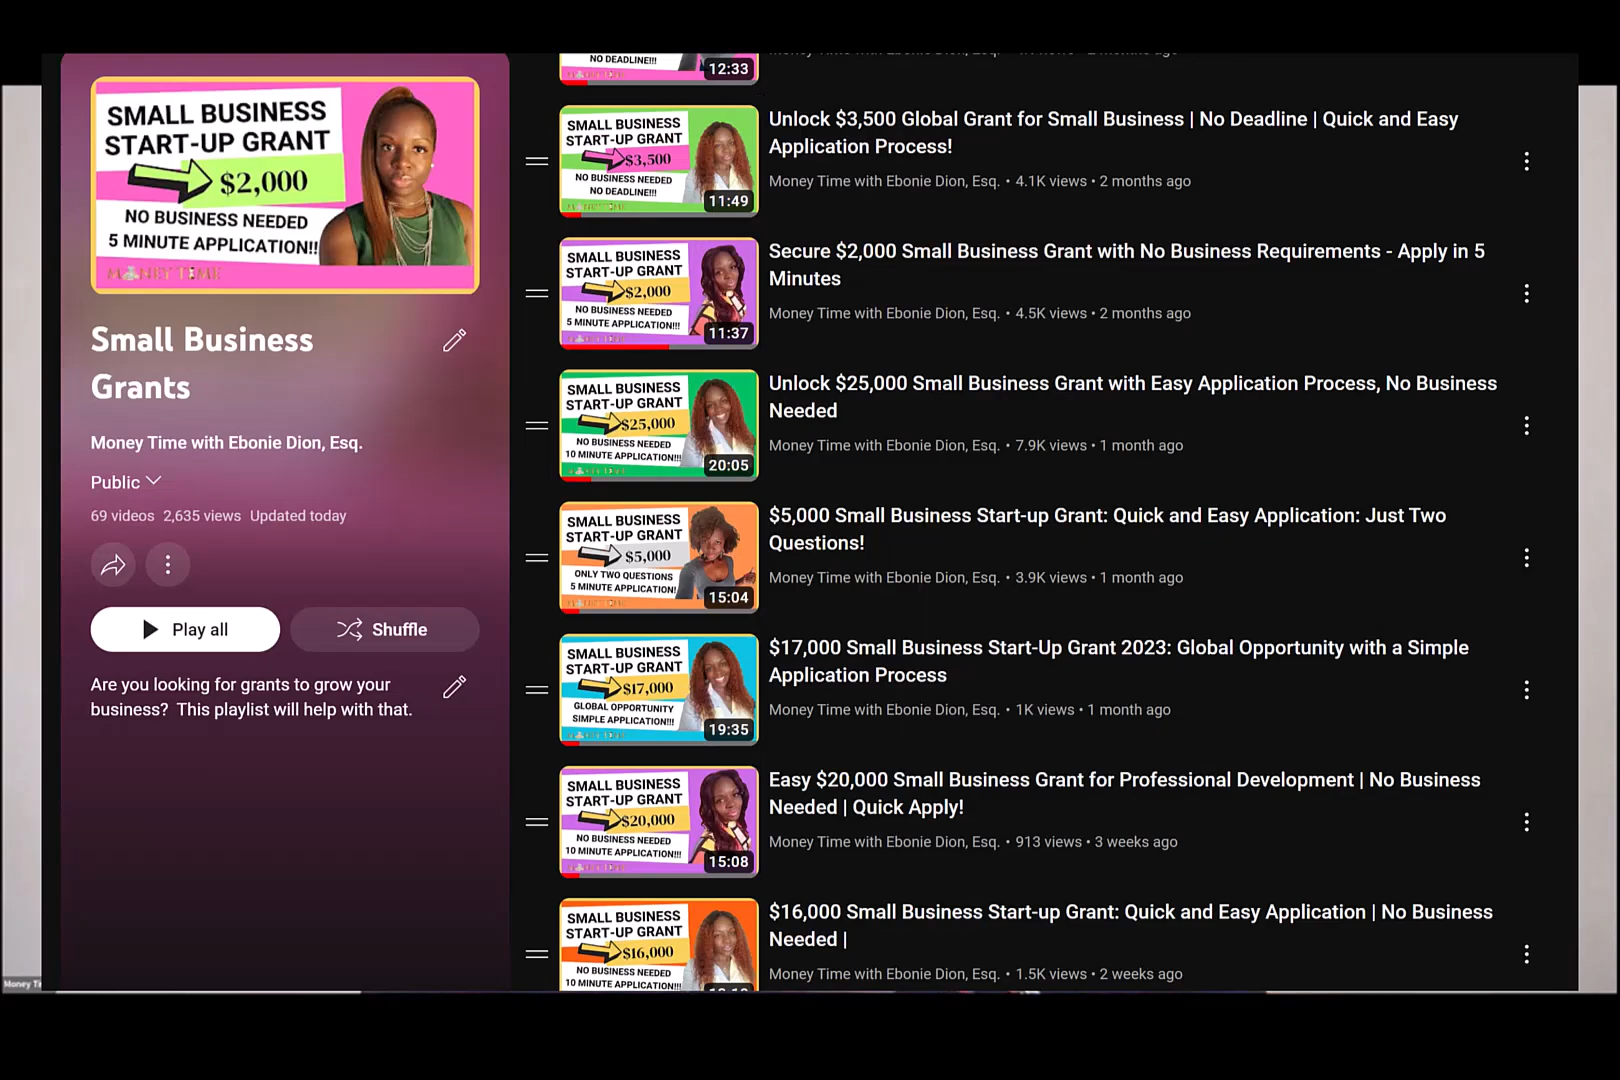 SMALL BUSINESS
START-UP GRANT
$2,000
NO BUSINESS NEEDED
5 MINUTE APPLICATION!!!
MONEY TIME
Small Business
Grants
Money Time with Ebonie Dion, Esq.
Public
69 videos 2,635 views Updated today
Play all
Shuffle
Are you looking for grants to grow your
business? This playlist will help with that.
NO DEADLINE!!!
12:33
SMALL BUSINESS
START-UP GRANT
$3,500
NO BUSINESS NEEDED
NO DEADLINE!!!
11:49
Unlock $3,500 Global Grant for Small Business | No Deadline | Quick and Easy
Application Process!
Money Time with Ebonie Dion, Esq. • 4.1K views • 2 months ago
SMALL BUSINESS
START-UP GRANT
$2,000
NO BUSINESS NEEDED
5 MINUTE APPLICATION!!!
11:37
Secure $2,000 Small Business Grant with No Business Requirements - Apply in 5
Minutes
Money Time with Ebonie Dion, Esq. • 4.5K views • 2 months ago
SMALL BUSINESS
START-UP GRANT
$25,000
NO BUSINESS NEEDED
10 MINUTE APPLICATION!!!
20:05
Unlock $25,000 Small Business Grant with Easy Application Process, No Business
Needed
Money Time with Ebonie Dion, Esq. • 7.9K views • 1 month ago
SMALL BUSINESS
START-UP GRANT
$5,000
ONLY TWO QUESTIONS
5 MINUTE APPLICATION!
15:04
$5,000 Small Business Start-up Grant: Quick and Easy Application: Just Two
Questions!
Money Time with Ebonie Dion, Esq. • 3.9K views • 1 month ago
SMALL BUSINESS
START-UP GRANT
$17,000
GLOBAL OPPORTUNITY
SIMPLE APPLICATION!!!
19:35
$17,000 Small Business Start-Up Grant 2023: Global Opportunity with a Simple
Application Process
Money Time with Ebonie Dion, Esq. • 1K views • 1 month ago
SMALL BUSINESS
START-UP GRANT
$20,000
NO BUSINESS NEEDED
10 MINUTE APPLICATION!!!
15:08
Easy $20,000 Small Business Grant for Professional Development | No Business
Needed | Quick Apply!
Money Time with Ebonie Dion, Esq. • 913 views • 3 weeks ago
SMALL BUSINESS
START-UP GRANT
$16,000
NO BUSINESS NEEDED
10 MINUTE APPLICATION!!!
$16,000 Small Business Start-up Grant: Quick and Easy Application | No Business
Needed |
Money Time with Ebonie Dion, Esq. • 1.5K views • 2 weeks ago
Money